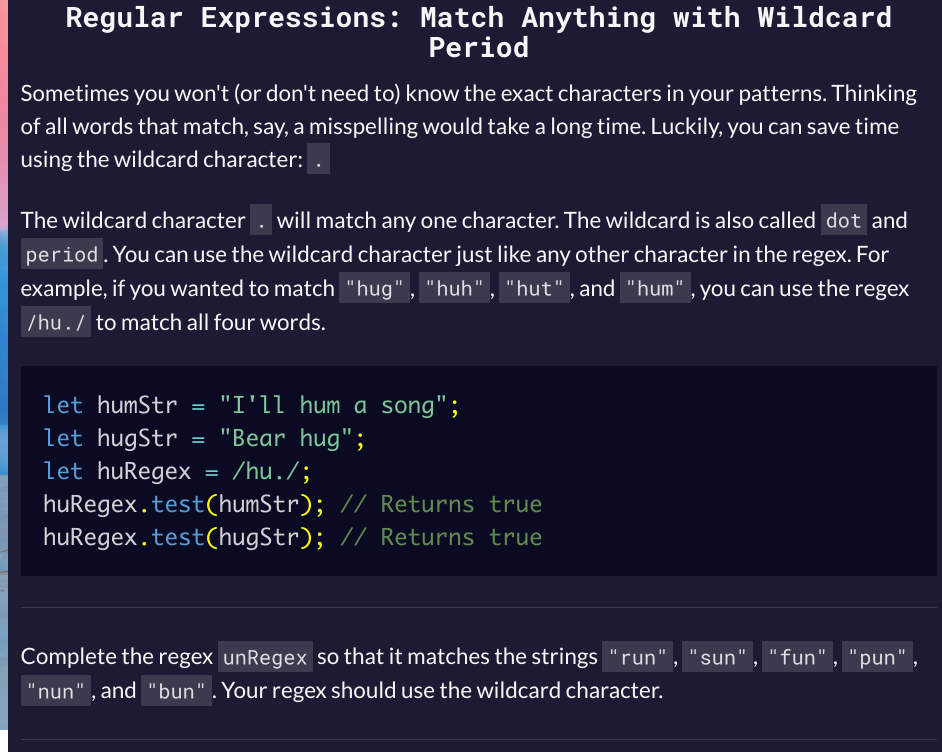 Regular Expressions: Match Anything with Wildcard
Period
Sometimes you won't (or don't need to) know the exact characters in your patterns. Thinking
of all words that match, say, a misspelling would take a long time. Luckily, you can save time
using the wildcard character: .
The wildcard character . will match any one character. The wildcard is also called dot and
period. You can use the wildcard character just like any other character in the regex. For
example, if you wanted to match "hug", "huh", "hut", and "hum", you can use the regex
/hu./ to match all four words.
let humStr = "I'll hum a song";
let hugStr = "Bear hug";
let huRegex = /hu./;
huRegex.test(humStr); // Returns true
huRegex.test(hugStr); // Returns true
Complete the regex unRegex so that it matches the strings "run", "sun", "fun", "pun",
"nun", and "bun". Your regex should use the wildcard character.